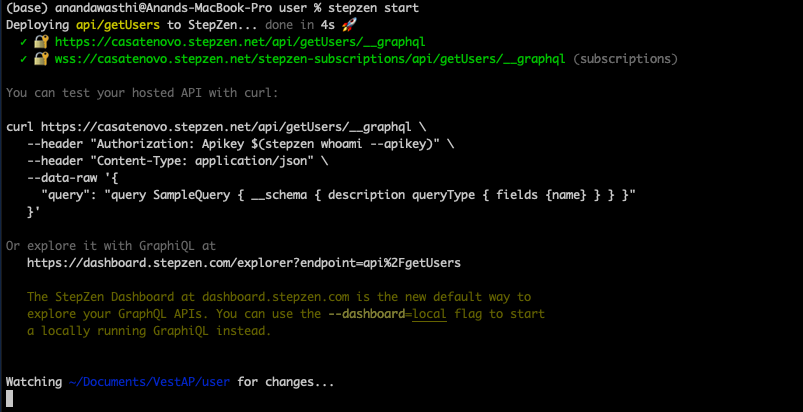 (base) anandawasthi@Anands-MacBook-Pro user % stepzen start
Deploying api/getUsers to StepZen... done in 4s 🚀
✓ 🔐 https://casatenovo.stepzen.net/api/getUsers/__graphql
✓ 🔐 wss://casatenovo.stepzen.net/stepzen-subscriptions/api/getUsers/__graphql (subscriptions)
You can test your hosted API with curl:
curl https://casatenovo.stepzen.net/api/getUsers/__graphql \
--header "Authorization: Apikey $(stepzen whoami --apikey)" \
--header "Content-Type: application/json" \
--data-raw '{
"query": "query SampleQuery { __schema { description queryType { fields {name} } } }"
}'
Or explore it with GraphiQL at
https://dashboard.stepzen.com/explorer?endpoint=api%2FgetUsers
The StepZen Dashboard at dashboard.stepzen.com is the new default way to
explore your GraphQL APIs. You can use the --dashboard=local flag to start
a locally running GraphiQL instead.
Watching ~/Documents/VestAP/user for changes...